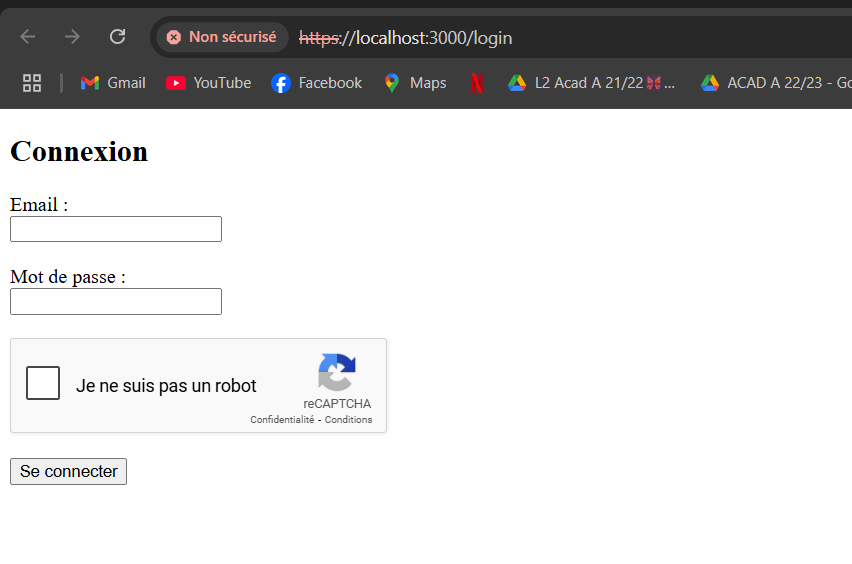 Non sécurisé https://localhost:3000/login
Gmail YouTube Facebook Maps L2 Acad A 21/22 ... ACAD A 22/23 - Go
Connexion
Email :
Mot de passe :
Je ne suis pas un robot
reCAPTCHA
Confidentialité - Conditions
Se connecter